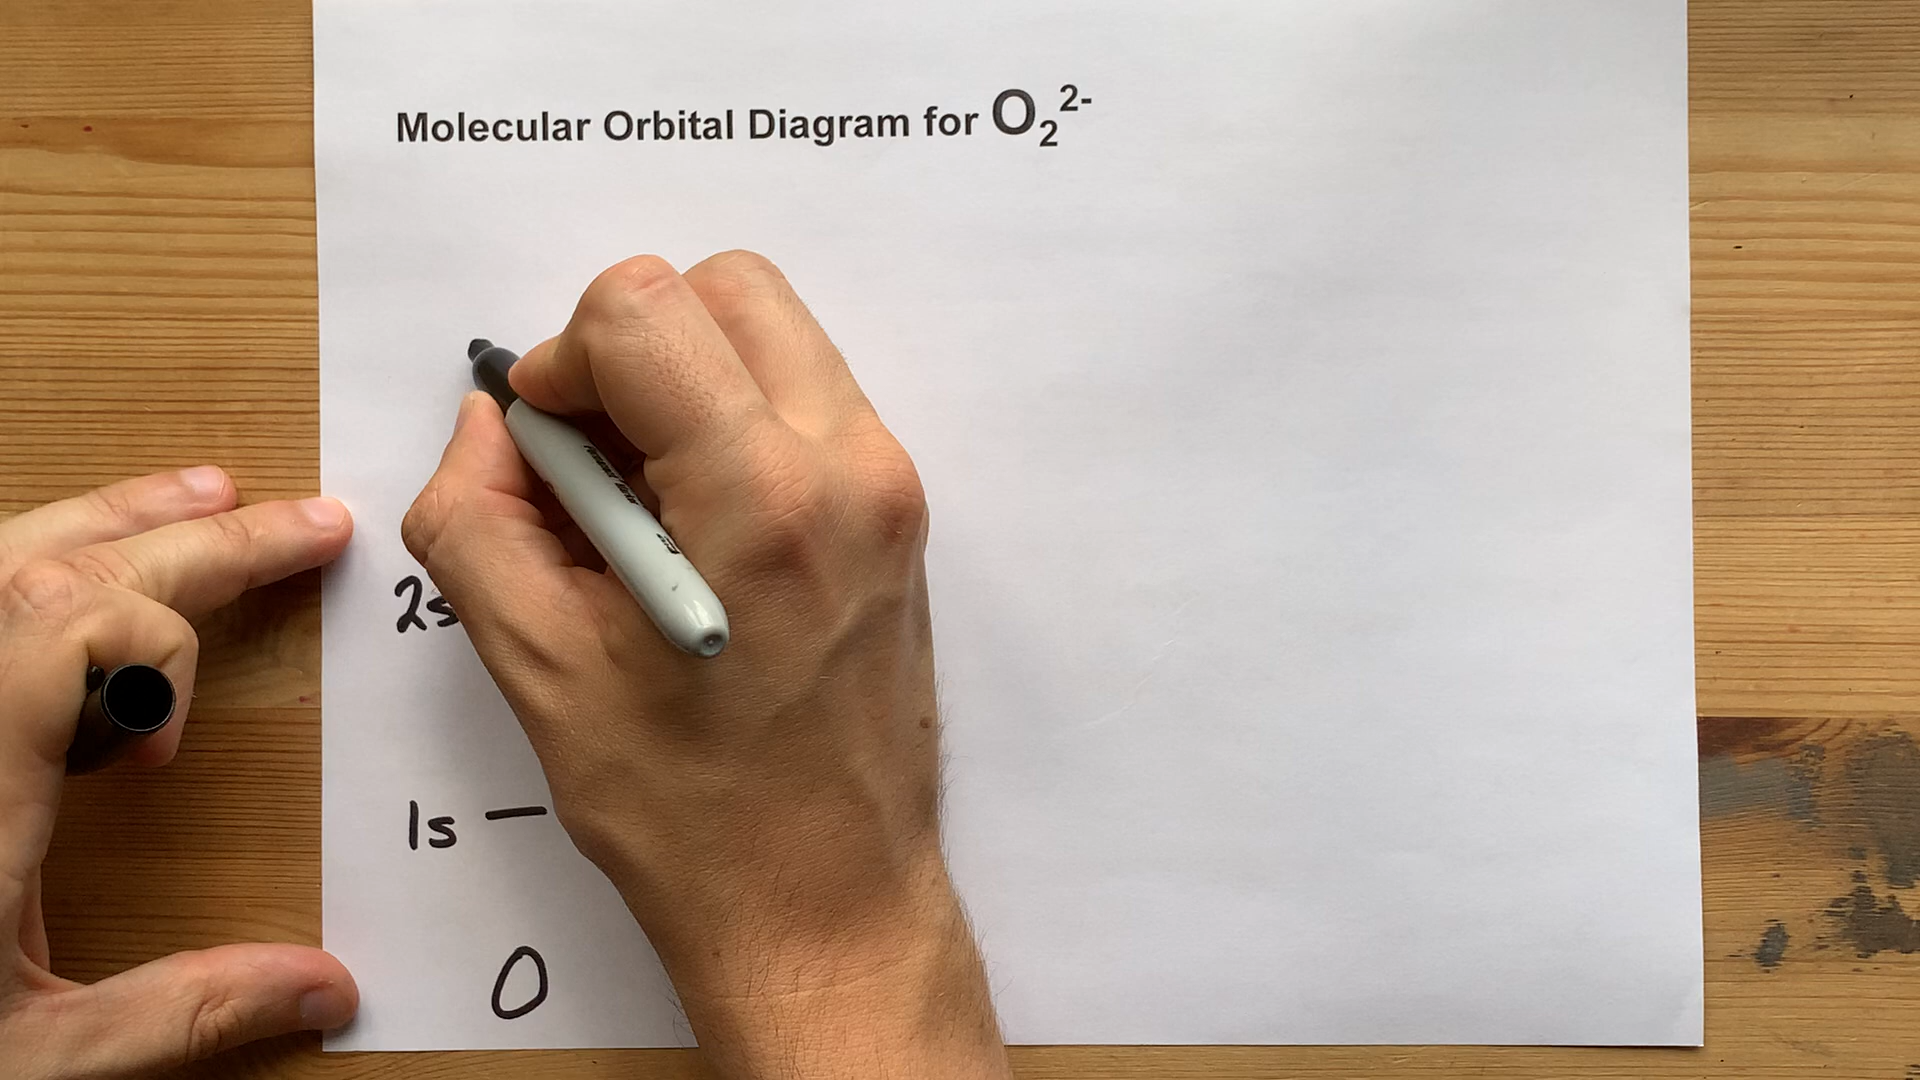 Molecular Orbital Diagram for O₂²⁻
2s
1s —
O